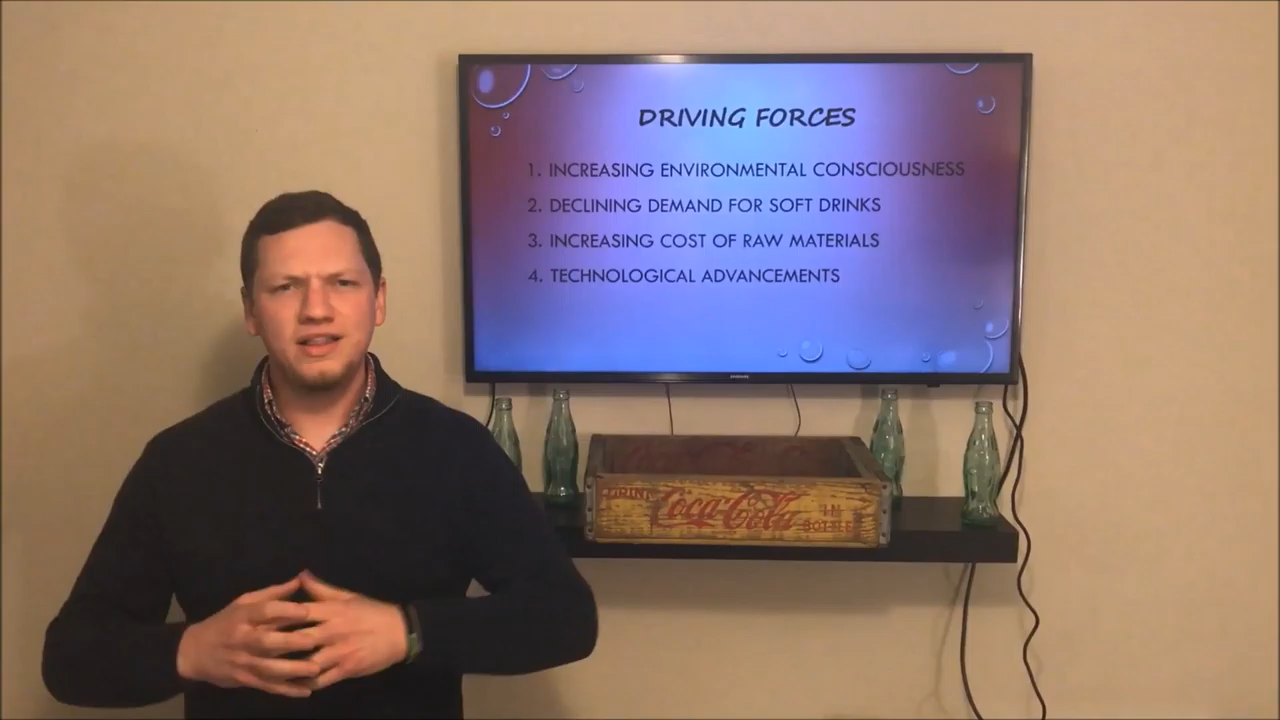 DRIVING FORCES
1. INCREASING ENVIRONMENTAL CONSCIOUSNESS
2. DECLINING DEMAND FOR SOFT DRINKS
3. INCREASING COST OF RAW MATERIALS
4. TECHNOLOGICAL ADVANCEMENTS
SAMSUNG
DRINK Coca-Cola IN
BOTTLES